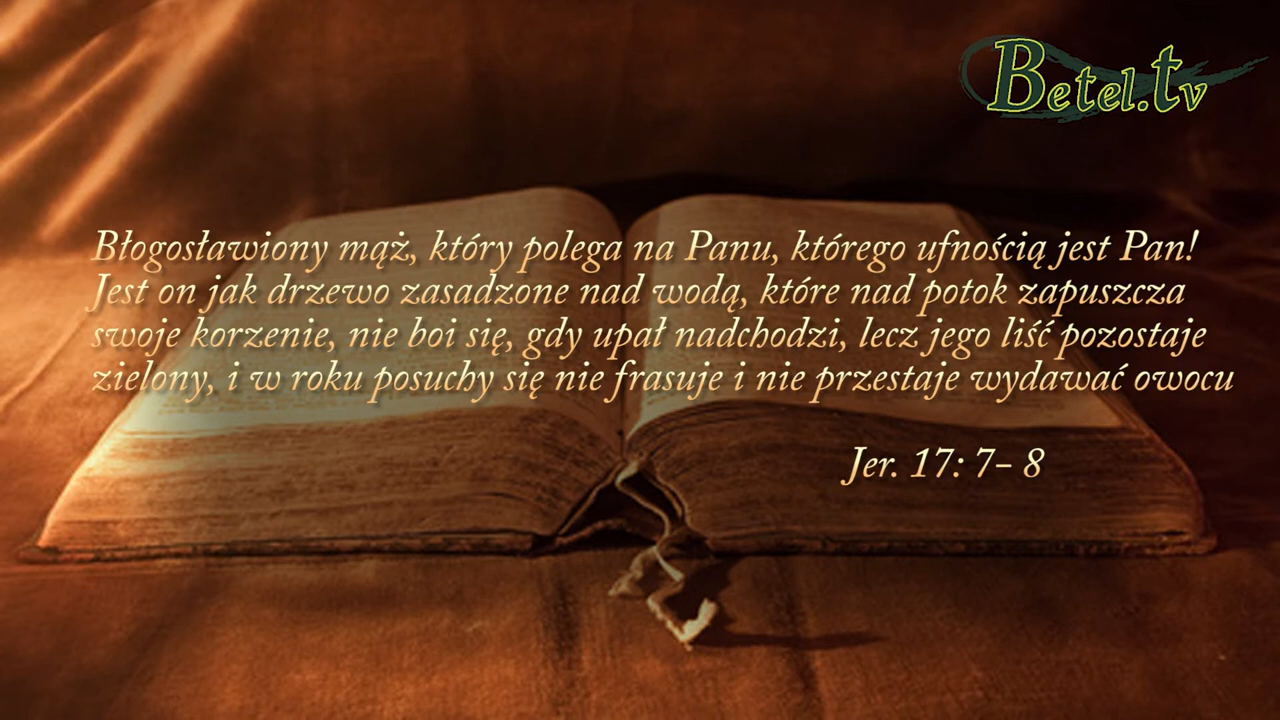 Betel.tv
Błogosławiony mąż, który polega na Panu, którego ufnością jest Pan!
Jest on jak drzewo zasadzone nad wodą, które nad potok zapuszcza
swoje korzenie, nie boi się, gdy upał nadchodzi, lecz jego liść pozostaje
zielony, i w roku posuchy się nie frasuje i nie przestaje wydawać owocu
Jer. 17: 7– 8